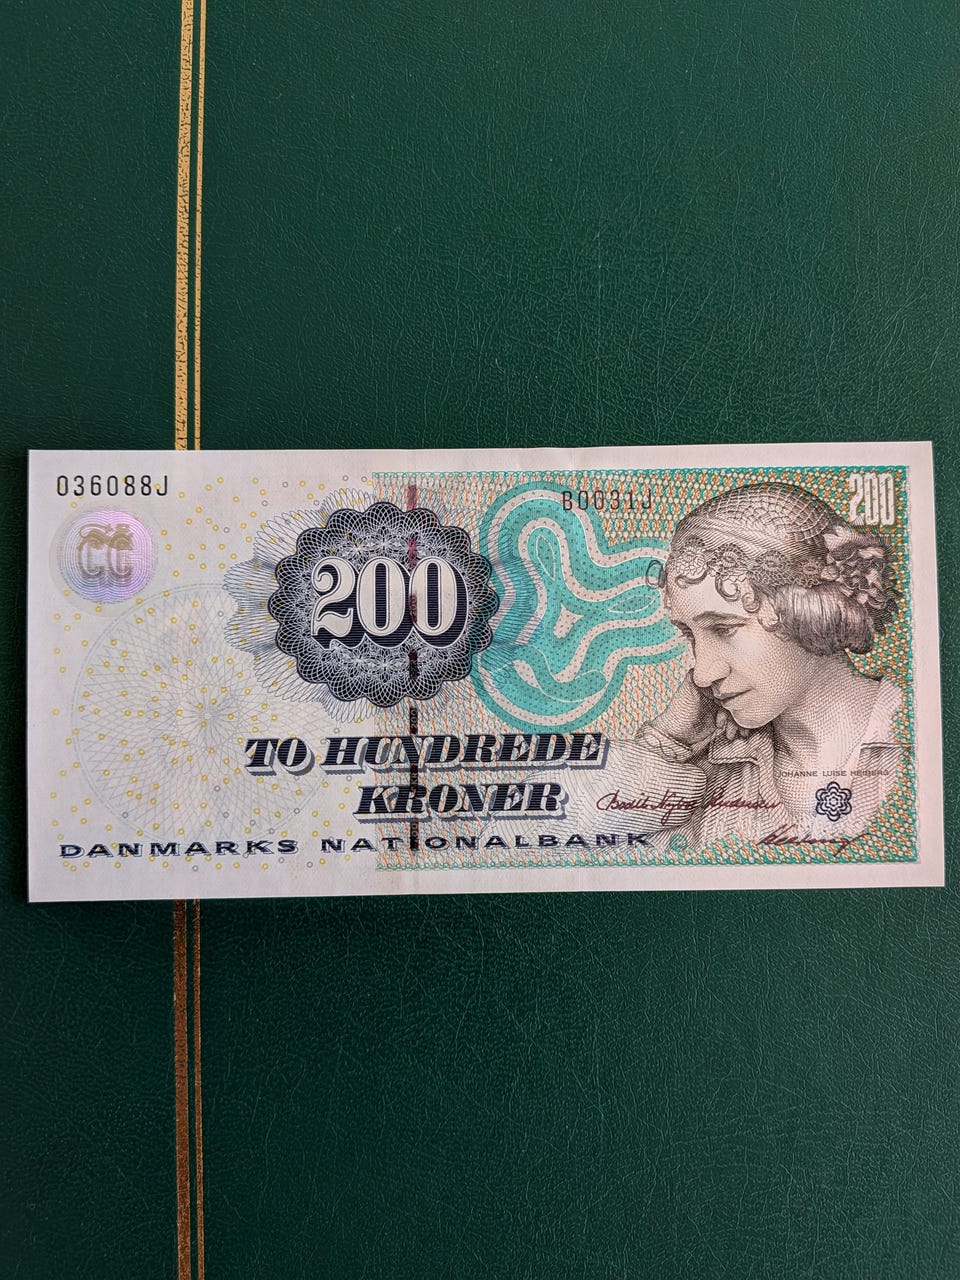 036088J
B0031J
200
200
TO HUNDREDE
KRONER
JOHANNE LUISE HEIBERG
DANMARKS NATIONALBANK